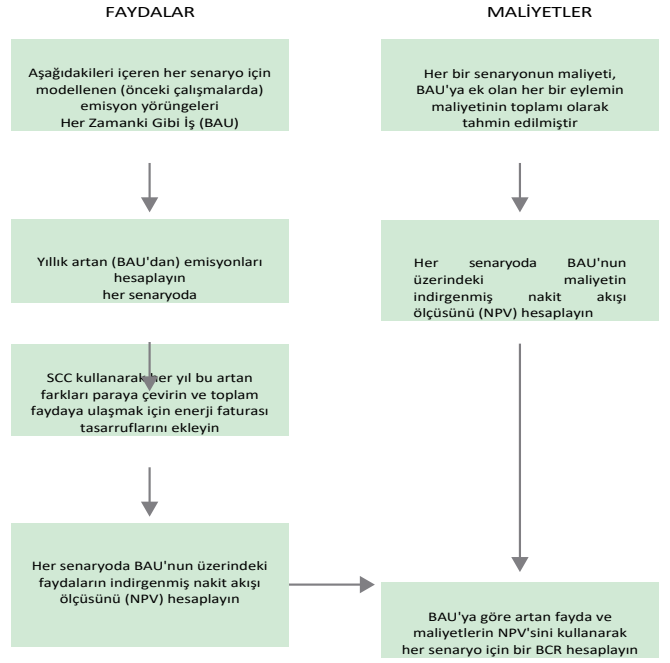 FAYDALAR
Aşağıdakileri içeren her senaryo için
modellenen (önceki çalışmalarda)
emisyon yörüngeleri
Her Zamanki Gibi İş (BAU)
Yıllık artan (BAU'dan) emisyonları
hesaplayın
her senaryoda
SCC kullanarak her yıl bu artan
farkları paraya çevirin ve toplam
faydaya ulaşmak için enerji faturası
tasarruflarını ekleyin
Her senaryoda BAU'nun üzerindeki
faydaların indirgenmiş nakit akışı
ölçüsünü (NPV) hesaplayın
MALİYETLER
Her bir senaryonun maliyeti,
BAU'ya ek olan her bir eylemin
maliyetinin toplamı olarak
tahmin edilmiştir
Her senaryoda BAU'nun
üzerindeki maliyetin
indirgenmiş nakit akışı
ölçüsünü (NPV) hesaplayın
BAU'ya göre artan fayda ve
maliyetlerin NPV'sini kullanarak
her senaryo için bir BCR hesaplayın